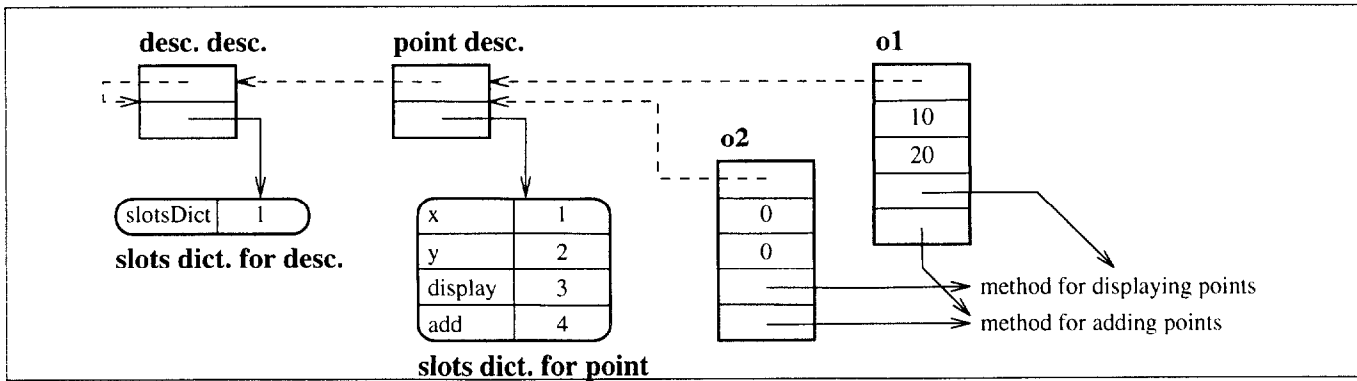 desc. desc.
point desc.
o1
10
20
o2
0
0
slotsDict 1
slots dict. for desc.
x 1
y 2
display 3
add 4
slots dict. for point
method for displaying points
method for adding points